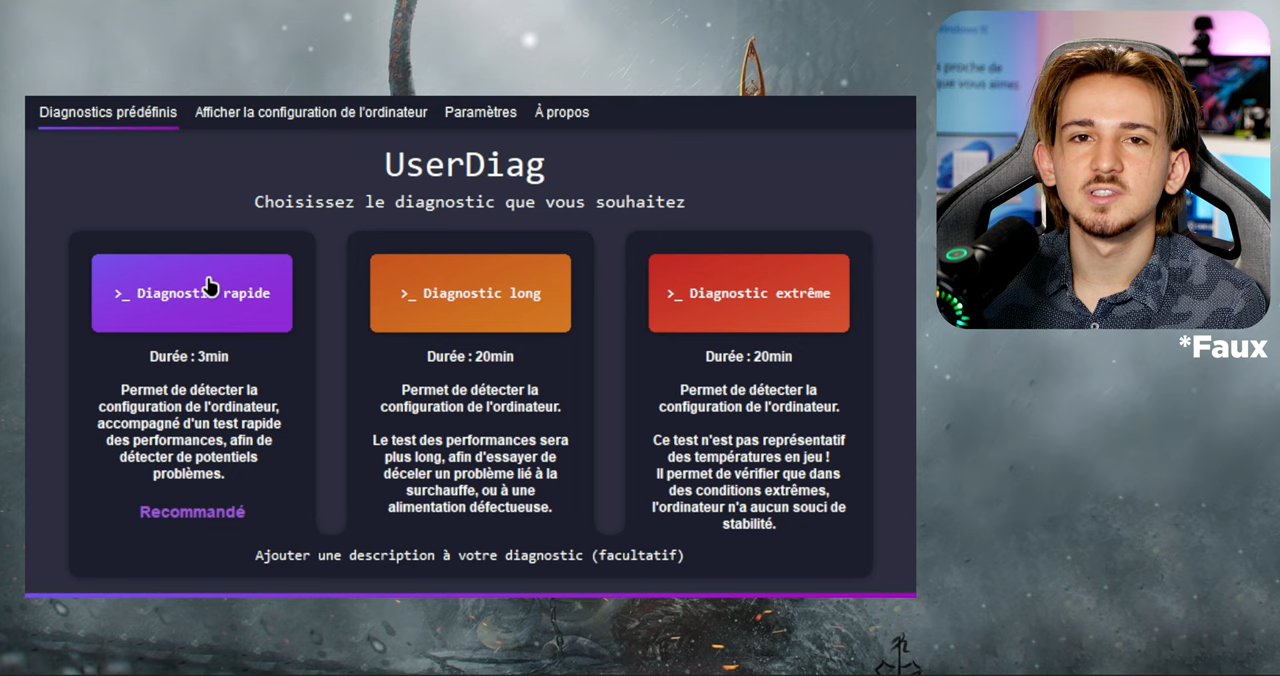 Diagnostics prédéfinis Afficher la configuration de l'ordinateur Paramètres À propos
UserDiag
Choisissez le diagnostic que vous souhaitez
>_ Diagnostic rapide
Durée : 3min
Permet de détecter la
configuration de l'ordinateur,
accompagné d'un test rapide
des performances, afin de
détecter de potentiels
problèmes.
Recommandé
>_ Diagnostic long
Durée : 20min
Permet de détecter la
configuration de l'ordinateur.
Le test des performances sera
plus long, afin d'essayer de
déceler un problème lié à la
surchauffe, ou à une
alimentation défectueuse.
>_ Diagnostic extrême
Durée : 20min
Permet de détecter la
configuration de l'ordinateur.
Ce test n'est pas représentatif
des températures en jeu !
Il permet de vérifier que dans
des conditions extrêmes,
l'ordinateur n'a aucun souci de
stabilité.
Ajouter une description à votre diagnostic (facultatif)
proche de
que vous aimez
*Faux